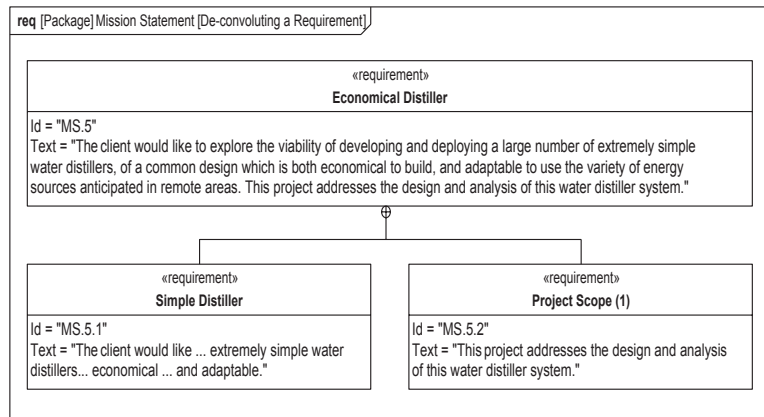 req [Package] Mission Statement [De-convoluting a Requirement]
«requirement»
Economical Distiller
Id = "MS.5"
Text = "The client would like to explore the viability of developing and deploying a large number of extremely simple
water distillers, of a common design which is both economical to build, and adaptable to use the variety of energy
sources anticipated in remote areas. This project addresses the design and analysis of this water distiller system."
«requirement»
Simple Distiller
Id = "MS.5.1"
Text = "The client would like ... extremely simple water
distillers... economical ... and adaptable."
«requirement»
Project Scope (1)
Id = "MS.5.2"
Text = "This project addresses the design and analysis
of this water distiller system."